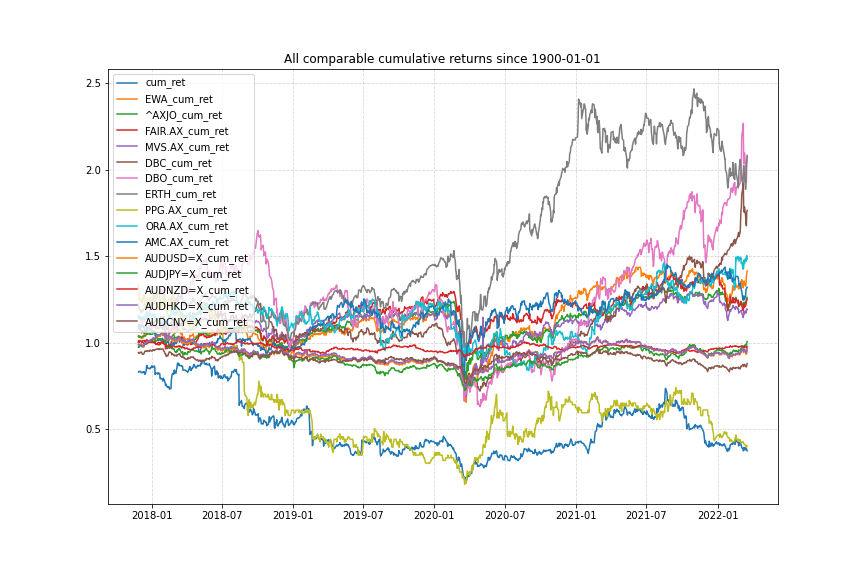 All comparable cumulative returns since 1900-01-01
2.5
2.0
1.5
1.0
0.5
cum_ret
EWA_cum_ret
^AXJO_cum_ret
FAIR.AX_cum_ret
MVS.AX_cum_ret
DBC_cum_ret
DBO_cum_ret
ERTH_cum_ret
PPG.AX_cum_ret
ORA.AX_cum_ret
AMC.AX_cum_ret
AUDUSD=X_cum_ret
AUDJPY=X_cum_ret
AUDNZD=X_cum_ret
AUDHKD=X_cum_ret
AUDCNY=X_cum_ret
2018-01 2018-07 2019-01 2019-07 2020-01 2020-07 2021-01 2021-07 2022-01